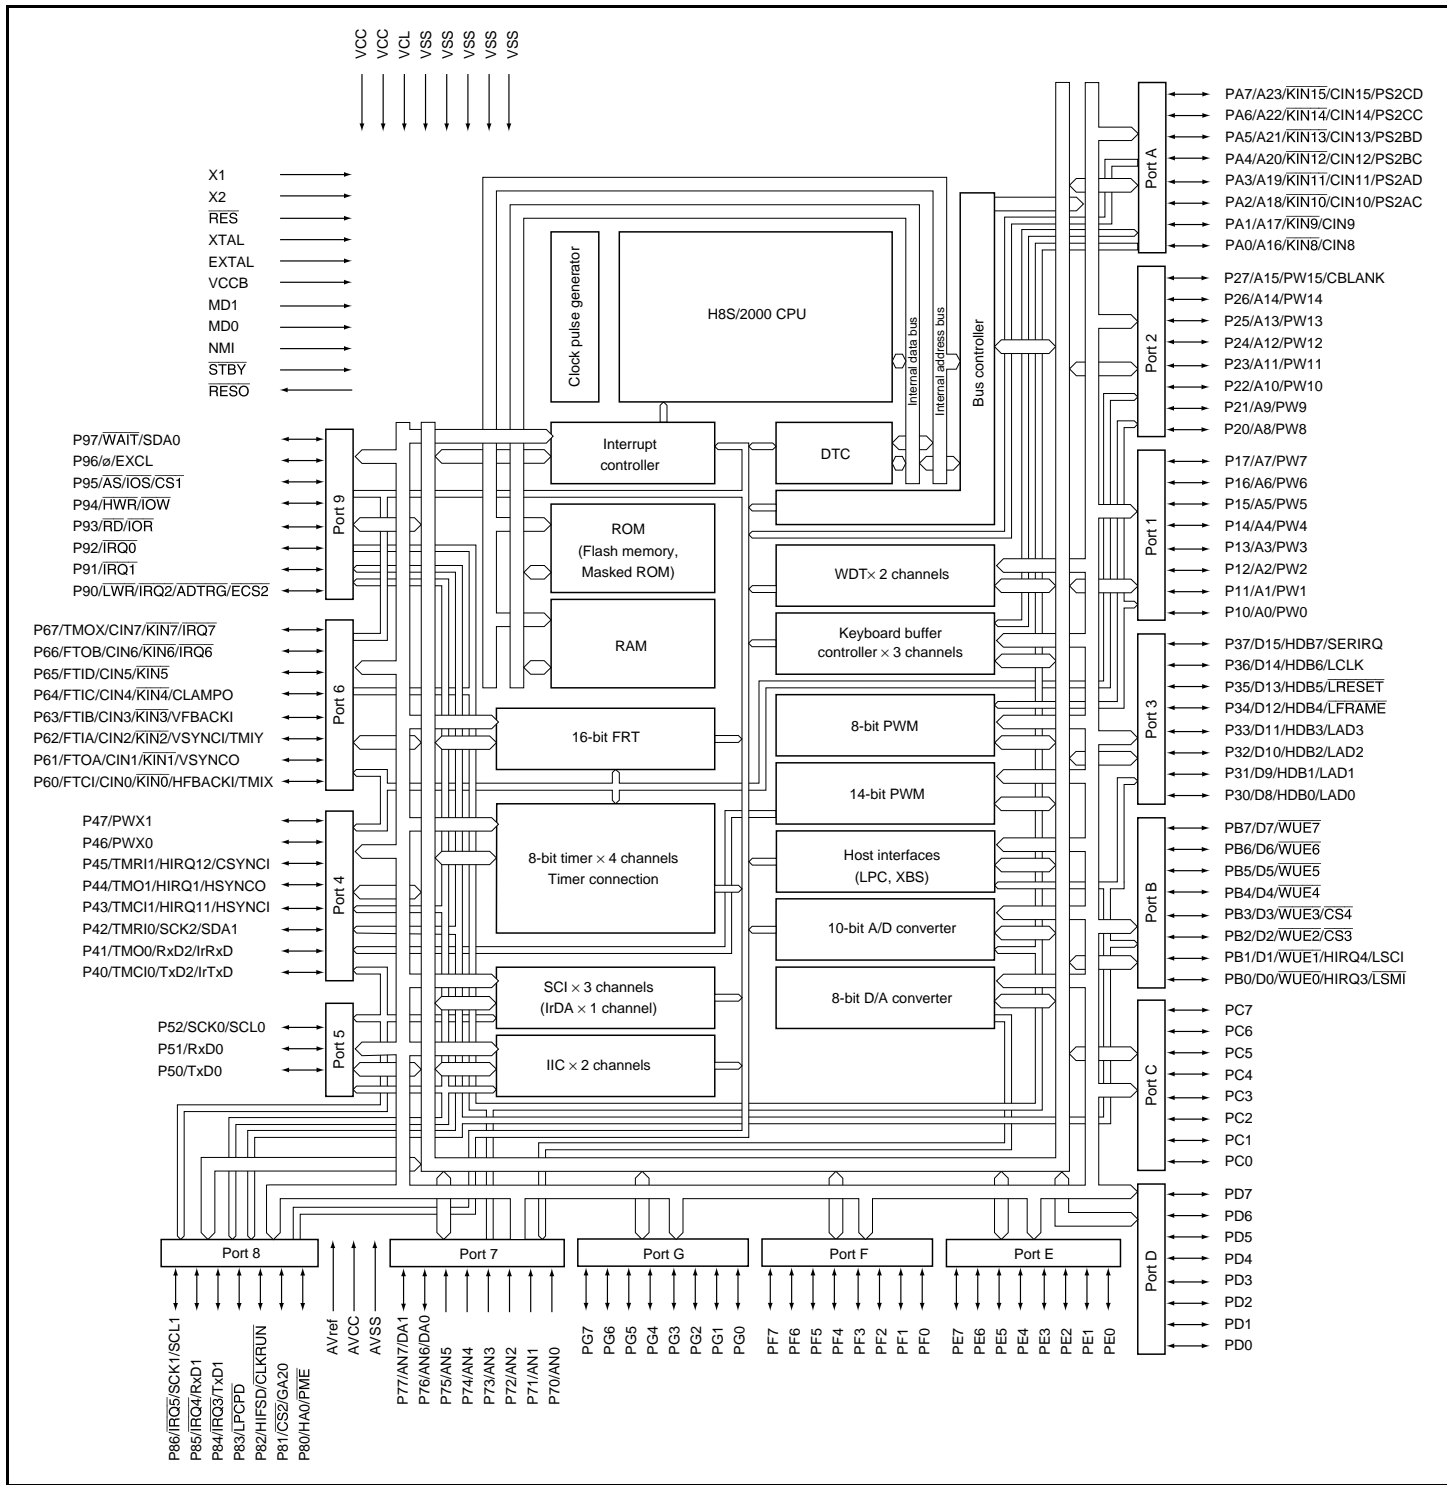 VCC
VCC
VCL
VSS
VSS
VSS
VSS
VSS
X1
X2
RES
XTAL
EXTAL
VCCB
MD1
MD0
NMI
STBY
RESO
Clock pulse generator
H8S/2000 CPU
Internal data bus
Internal address bus
Bus controller
Interrupt
controller
DTC
ROM
(Flash memory,
Masked ROM)
RAM
WDT× 2 channels
Keyboard buffer
controller × 3 channels
16-bit FRT
8-bit PWM
14-bit PWM
8-bit timer × 4 channels
Timer connection
Host interfaces
(LPC, XBS)
10-bit A/D converter
SCI × 3 channels
(IrDA × 1 channel)
8-bit D/A converter
IIC × 2 channels
Port 9
P97/WAIT/SDA0
P96/ø/EXCL
P95/AS/IOS/CS1
P94/HWR/IOW
P93/RD/IOR
P92/IRQ0
P91/IRQ1
P90/LWR/IRQ2/ADTRG/ECS2
Port 6
P67/TMOX/CIN7/KIN7/IRQ7
P66/FTOB/CIN6/KIN6/IRQ6
P65/FTID/CIN5/KIN5
P64/FTIC/CIN4/KIN4/CLAMPO
P63/FTIB/CIN3/KIN3/VFBACKI
P62/FTIA/CIN2/KIN2/VSYNCI/TMIY
P61/FTOA/CIN1/KIN1/VSYNCO
P60/FTCI/CIN0/KIN0/HFBACKI/TMIX
Port 4
P47/PWX1
P46/PWX0
P45/TMRI1/HIRQ12/CSYNCI
P44/TMO1/HIRQ1/HSYNCO
P43/TMCI1/HIRQ11/HSYNCI
P42/TMRI0/SCK2/SDA1
P41/TMO0/RxD2/IrRxD
P40/TMCI0/TxD2/IrTxD
Port 5
P52/SCK0/SCL0
P51/RxD0
P50/TxD0
Port A
PA7/A23/KIN15/CIN15/PS2CD
PA6/A22/KIN14/CIN14/PS2CC
PA5/A21/KIN13/CIN13/PS2BD
PA4/A20/KIN12/CIN12/PS2BC
PA3/A19/KIN11/CIN11/PS2AD
PA2/A18/KIN10/CIN10/PS2AC
PA1/A17/KIN9/CIN9
PA0/A16/KIN8/CIN8
Port 2
P27/A15/PW15/CBLANK
P26/A14/PW14
P25/A13/PW13
P24/A12/PW12
P23/A11/PW11
P22/A10/PW10
P21/A9/PW9
P20/A8/PW8
Port 1
P17/A7/PW7
P16/A6/PW6
P15/A5/PW5
P14/A4/PW4
P13/A3/PW3
P12/A2/PW2
P11/A1/PW1
P10/A0/PW0
Port 3
P37/D15/HDB7/SERIRQ
P36/D14/HDB6/LCLK
P35/D13/HDB5/LRESET
P34/D12/HDB4/LFRAME
P33/D11/HDB3/LAD3
P32/D10/HDB2/LAD2
P31/D9/HDB1/LAD1
P30/D8/HDB0/LAD0
Port B
PB7/D7/WUE7
PB6/D6/WUE6
PB5/D5/WUE5
PB4/D4/WUE4
PB3/D3/WUE3/CS4
PB2/D2/WUE2/CS3
PB1/D1/WUE1/HIRQ4/LSCI
PB0/D0/WUE0/HIRQ3/LSMI
Port C
PC7
PC6
PC5
PC4
PC3
PC2
PC1
PC0
Port D
PD7
PD6
PD5
PD4
PD3
PD2
PD1
PD0
Port 8
P86/IRQ5/SCK1/SCL1
P85/IRQ4/RxD1
P84/IRQ3/TxD1
P83/LPCPD
P82/HIFSD/CLKRUN
P81/CS2/GA20
P80/HA0/PME
AVref
AVCC
AVSS
Port 7
P77/AN7/DA1
P76/AN6/DA0
P75/AN5
P74/AN4
P73/AN3
P72/AN2
P71/AN1
P70/AN0
Port G
PG7
PG6
PG5
PG4
PG3
PG2
PG1
PG0
Port F
PF7
PF6
PF5
PF4
PF3
PF2
PF1
PF0
Port E
PE7
PE6
PE5
PE4
PE3
PE2
PE1
PE0